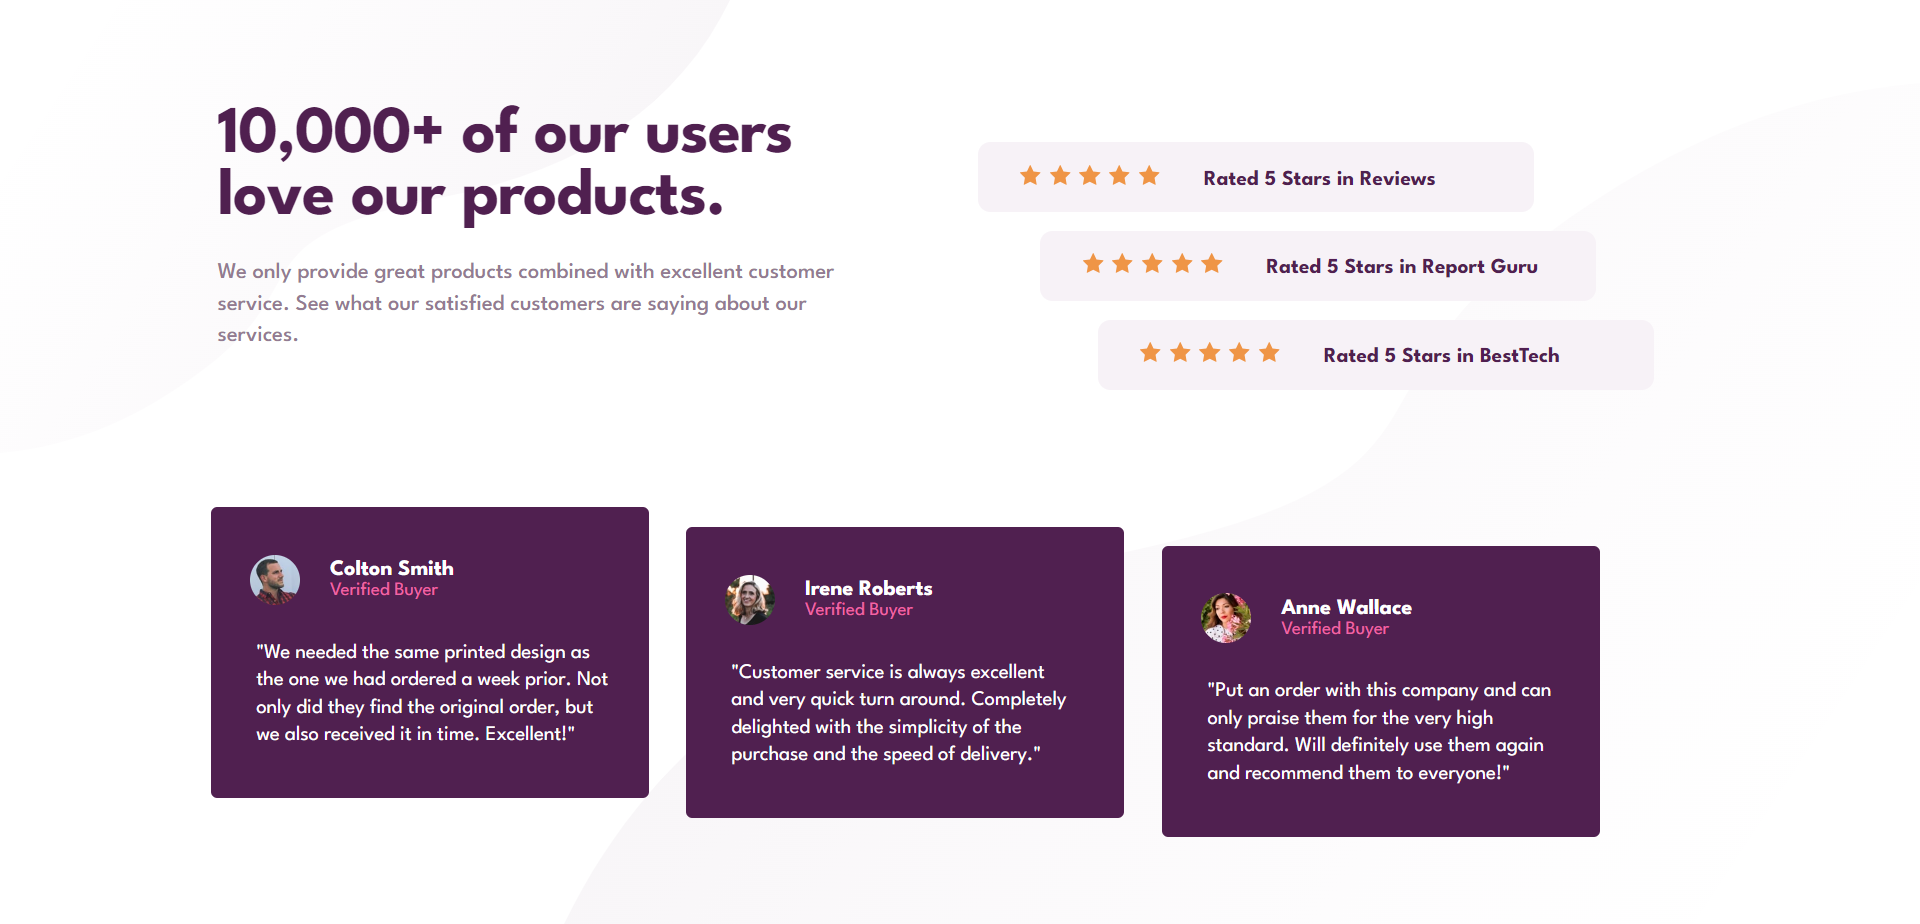 10,000+ of our users
love our products.
We only provide great products combined with excellent customer
service. See what our satisfied customers are saying about our
services.
Rated 5 Stars in Reviews
Rated 5 Stars in Report Guru
Rated 5 Stars in BestTech
Colton Smith
Verified Buyer
"We needed the same printed design as
the one we had ordered a week prior. Not
only did they find the original order, but
we also received it in time. Excellent!"
Irene Roberts
Verified Buyer
"Customer service is always excellent
and very quick turn around. Completely
delighted with the simplicity of the
purchase and the speed of delivery."
Anne Wallace
Verified Buyer
"Put an order with this company and can
only praise them for the very high
standard. Will definitely use them again
and recommend them to everyone!"